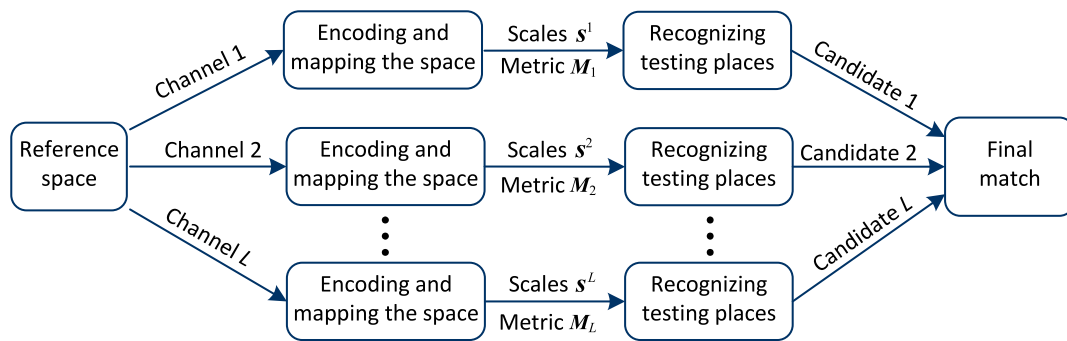 Reference
space
Channel 1
Encoding and
mapping the space
Scales s¹
Metric M₁
Recognizing
testing places
Candidate 1
Channel 2
Encoding and
mapping the space
Scales s²
Metric M₂
Recognizing
testing places
Candidate 2
Channel L
Encoding and
mapping the space
Scales sᴸ
Metric M_L
Recognizing
testing places
Candidate L
Final
match